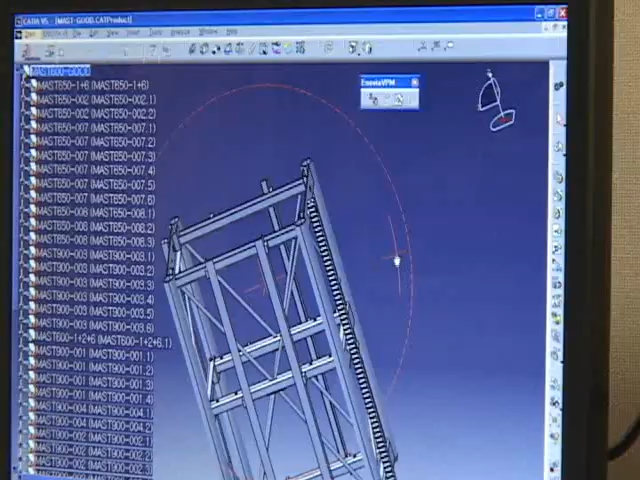 CATIA V5 - [MAST-GOOD.CATProduct]
EnoviaVPM
MAST600-GOOD
MAST650-1+6 (MAST650-1+6)
MAST650-002 (MAST650-002.1)
MAST650-002 (MAST650-002.2)
MAST650-007 (MAST650-007.1)
MAST650-007 (MAST650-007.2)
MAST650-007 (MAST650-007.3)
MAST650-007 (MAST650-007.4)
MAST650-007 (MAST650-007.5)
MAST650-007 (MAST650-007.6)
MAST650-008 (MAST650-008.1)
MAST650-008 (MAST650-008.2)
MAST650-008 (MAST650-008.3)
MAST900-003 (MAST900-003.1)
MAST900-003 (MAST900-003.2)
MAST900-003 (MAST900-003.3)
MAST900-003 (MAST900-003.4)
MAST900-003 (MAST900-003.5)
MAST900-003 (MAST900-003.6)
MAST600-1+2+6 (MAST600-1+2+6.1)
MAST900-001 (MAST900-001.1)
MAST900-001 (MAST900-001.2)
MAST900-001 (MAST900-001.3)
MAST900-001 (MAST900-001.4)
MAST900-004 (MAST900-004.1)
MAST900-004 (MAST900-004.2)
MAST900-002 (MAST900-002.1)
MAST900-002 (MAST900-002.2)
MAST900-002 (MAST900-002.3)